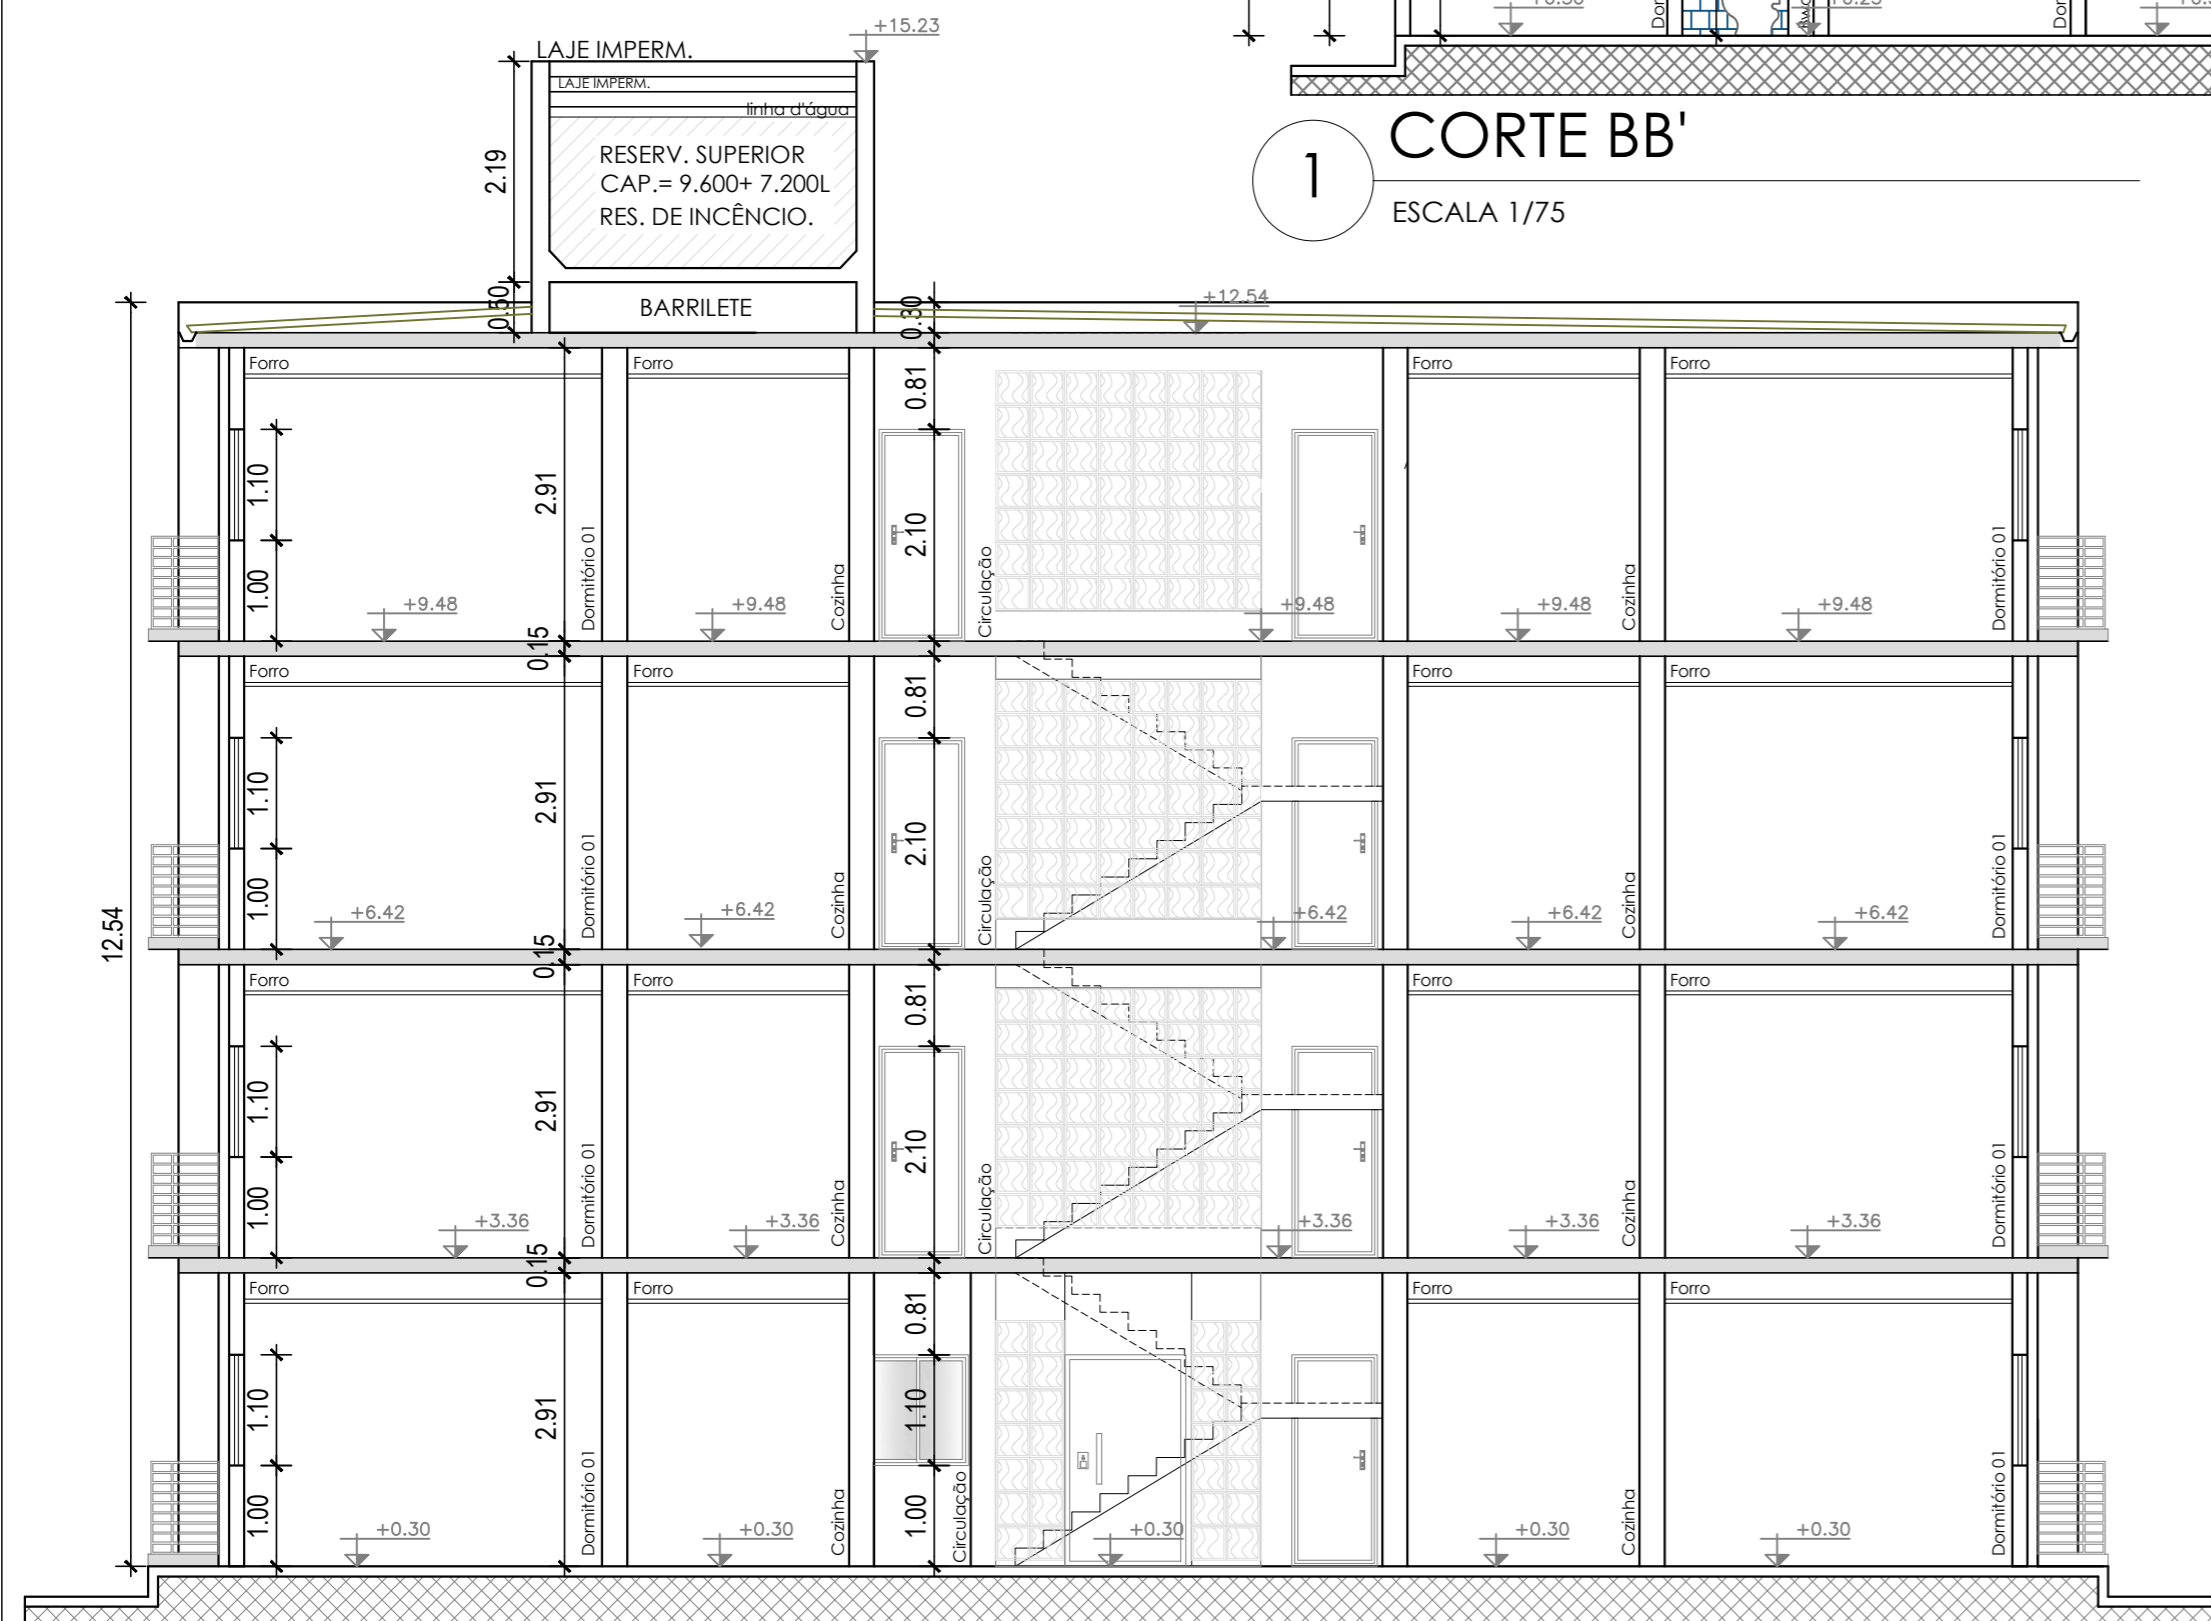 +15.23
LAJE IMPERM.
LAJE IMPERM.
linha d'água
RESERV. SUPERIOR
CAP.= 9.600+ 7.200L
RES. DE INCÊNCIO.
2.19
BARRILETE
0.50
0.30
+12.54
1
CORTE BB'
ESCALA 1/75
12.54
Forro
Forro
Forro
Forro
0.81
1.10
2.91
2.10
1.00
Dormitório 01
Cozinha
Circulação
Cozinha
Dormitório 01
+9.48
+9.48
+9.48
+9.48
+9.48
0.15
Forro
Forro
Forro
Forro
0.81
1.10
2.91
2.10
1.00
Dormitório 01
Cozinha
Circulação
Cozinha
Dormitório 01
+6.42
+6.42
+6.42
+6.42
+6.42
0.15
Forro
Forro
Forro
Forro
0.81
1.10
2.91
2.10
1.00
Dormitório 01
Cozinha
Circulação
Cozinha
Dormitório 01
+3.36
+3.36
+3.36
+3.36
+3.36
0.15
Forro
Forro
Forro
Forro
0.81
1.10
2.91
1.10
1.00
1.00
Dormitório 01
Cozinha
Circulação
Cozinha
Dormitório 01
+0.30
+0.30
+0.30
+0.30
+0.30